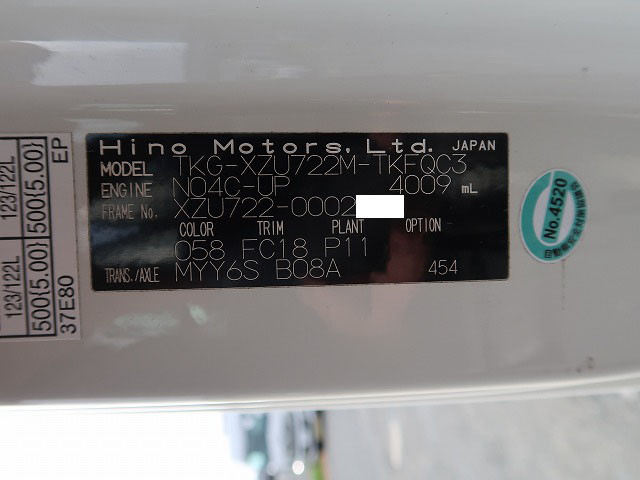 Hino Motors, Ltd. JAPAN
MODEL TKG-XZU722M-TKFQC3
ENGINE N04C-UP 4009 mL
FRAME No. XZU722-0002
COLOR TRIM PLANT OPTION
058 FC18 P11
TRANS./AXLE MYY6S B08A 454
123/122L
500{5.00}
EP
123/122L
500{5.00}
37E80
No.4520